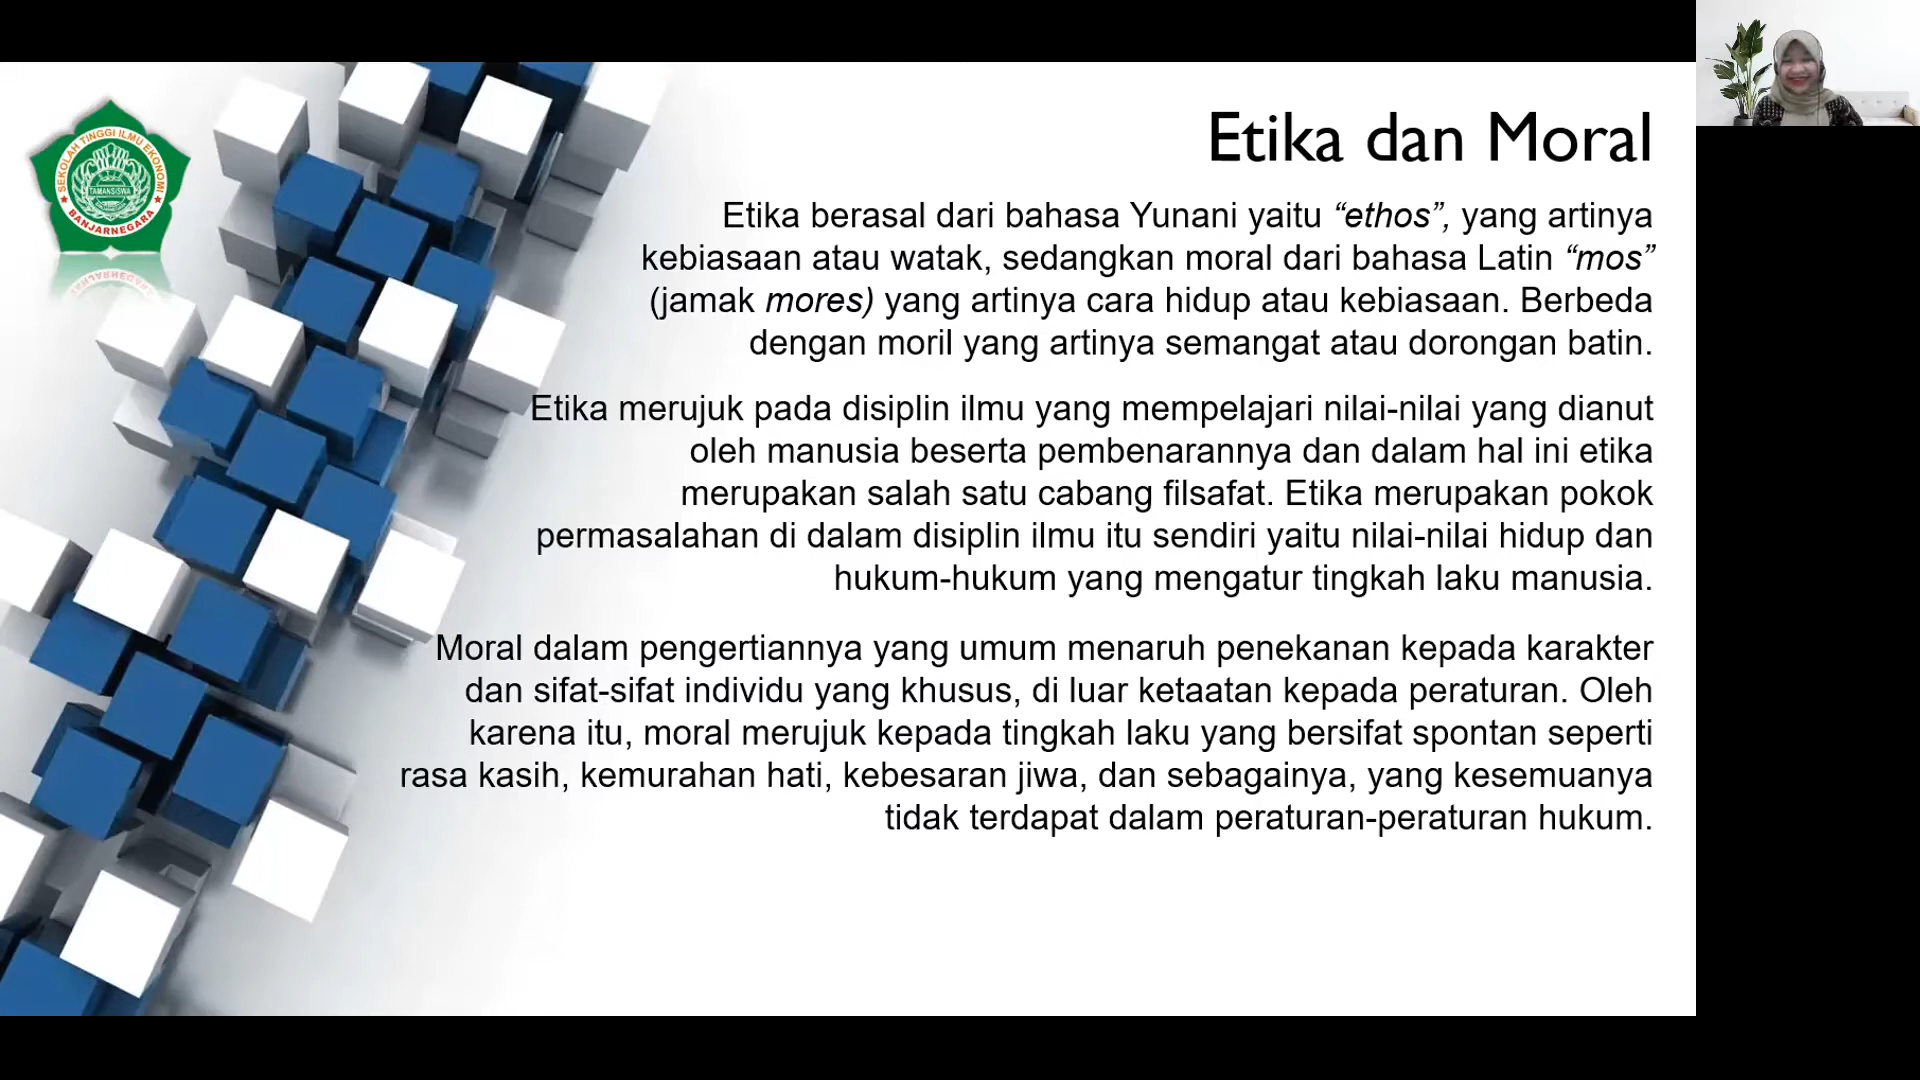 SEKOLAH TINGGI ILMU EKONOMI
TAMANSISWA
BANJARNEGARA
Etika dan Moral
Etika berasal dari bahasa Yunani yaitu “ethos”, yang artinya
kebiasaan atau watak, sedangkan moral dari bahasa Latin “mos”
(jamak mores) yang artinya cara hidup atau kebiasaan. Berbeda
dengan moril yang artinya semangat atau dorongan batin.
Etika merujuk pada disiplin ilmu yang mempelajari nilai-nilai yang dianut
oleh manusia beserta pembenarannya dan dalam hal ini etika
merupakan salah satu cabang filsafat. Etika merupakan pokok
permasalahan di dalam disiplin ilmu itu sendiri yaitu nilai-nilai hidup dan
hukum-hukum yang mengatur tingkah laku manusia.
Moral dalam pengertiannya yang umum menaruh penekanan kepada karakter
dan sifat-sifat individu yang khusus, di luar ketaatan kepada peraturan. Oleh
karena itu, moral merujuk kepada tingkah laku yang bersifat spontan seperti
rasa kasih, kemurahan hati, kebesaran jiwa, dan sebagainya, yang kesemuanya
tidak terdapat dalam peraturan-peraturan hukum.